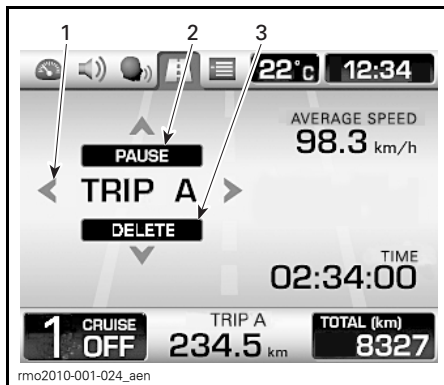 1 2 3
22°c 12:34
AVERAGE SPEED
98.3 km/h
PAUSE
TRIP A
DELETE
TIME
02:34:00
1 CRUISE OFF
TRIP A
234.5 km
TOTAL (km)
8327
rmo2010-001-024_aen